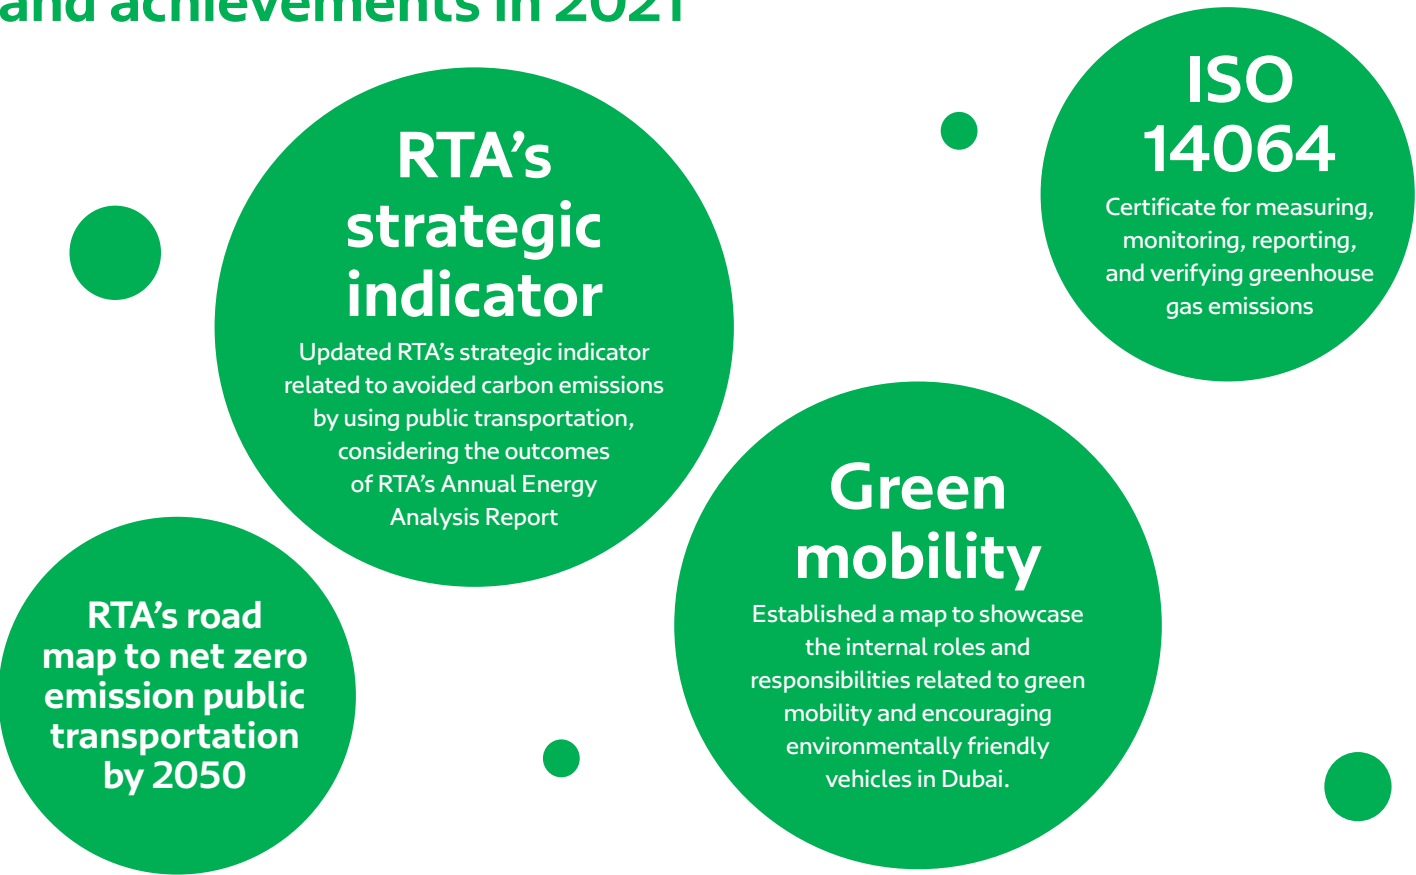 and achievements in 2021
RTA's
strategic
indicator
Updated RTA's strategic indicator
related to avoided carbon emissions
by using public transportation,
considering the outcomes
of RTA's Annual Energy
Analysis Report
ISO
14064
Certificate for measuring,
monitoring, reporting,
and verifying greenhouse
gas emissions
RTA's road
map to net zero
emission public
transportation
by 2050
Green
mobility
Established a map to showcase
the internal roles and
responsibilities related to green
mobility and encouraging
environmentally friendly
vehicles in Dubai.